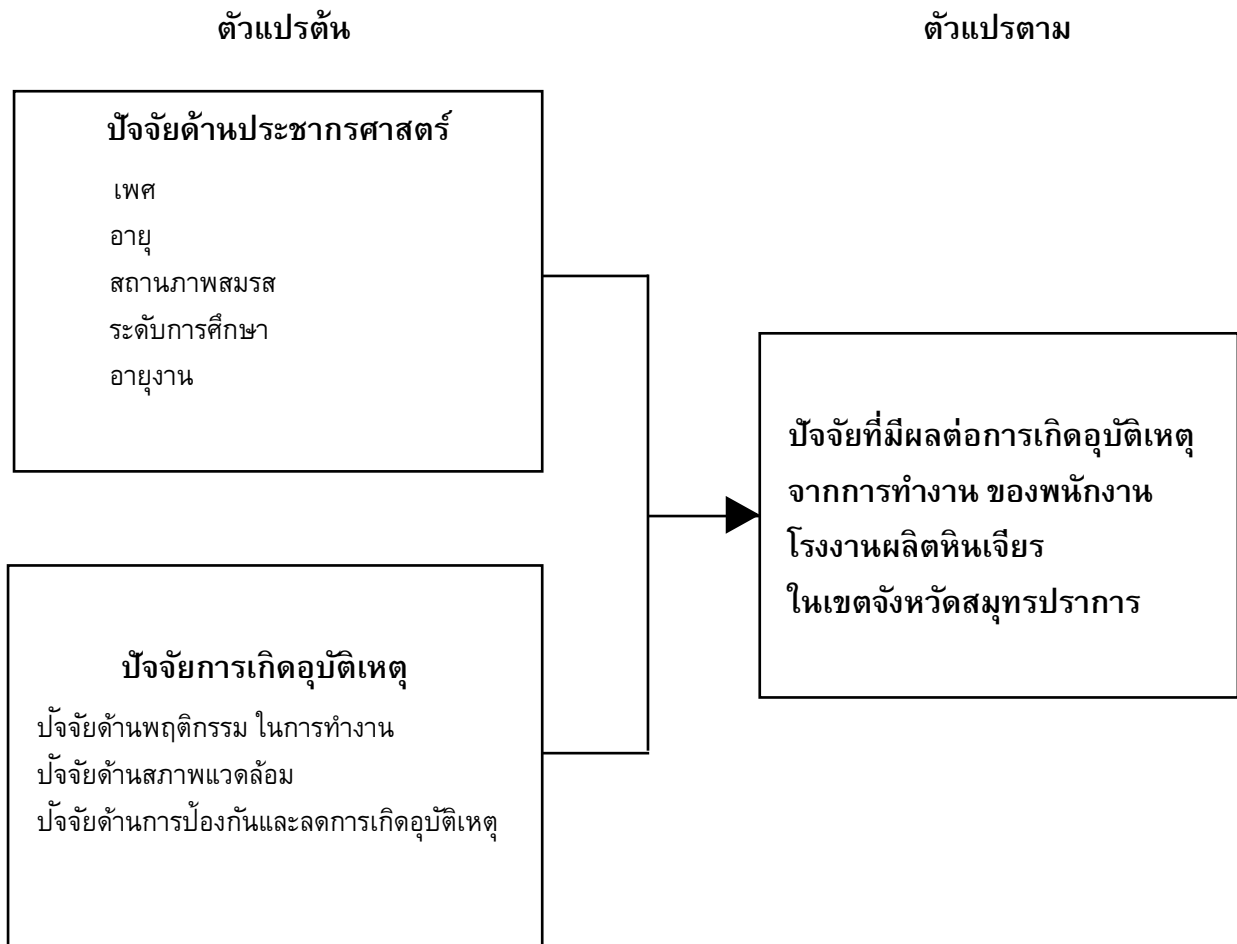 ตัวแปรต้น
ตัวแปรตาม
ปัจจัยด้านประชากรศาสตร์
เพศ
อายุ
สถานภาพสมรส
ระดับการศึกษา
อายุงาน
ปัจจัยที่มีผลต่อการเกิดอุบัติเหตุ
จากการทำงาน ของพนักงาน
โรงงานผลิตหินเจียร
ในเขตจังหวัดสมุทรปราการ
ปัจจัยการเกิดอุบัติเหตุ
ปัจจัยด้านพฤติกรรม ในการทำงาน
ปัจจัยด้านสภาพแวดล้อม
ปัจจัยด้านการป้องกันและลดการเกิดอุบัติเหตุ